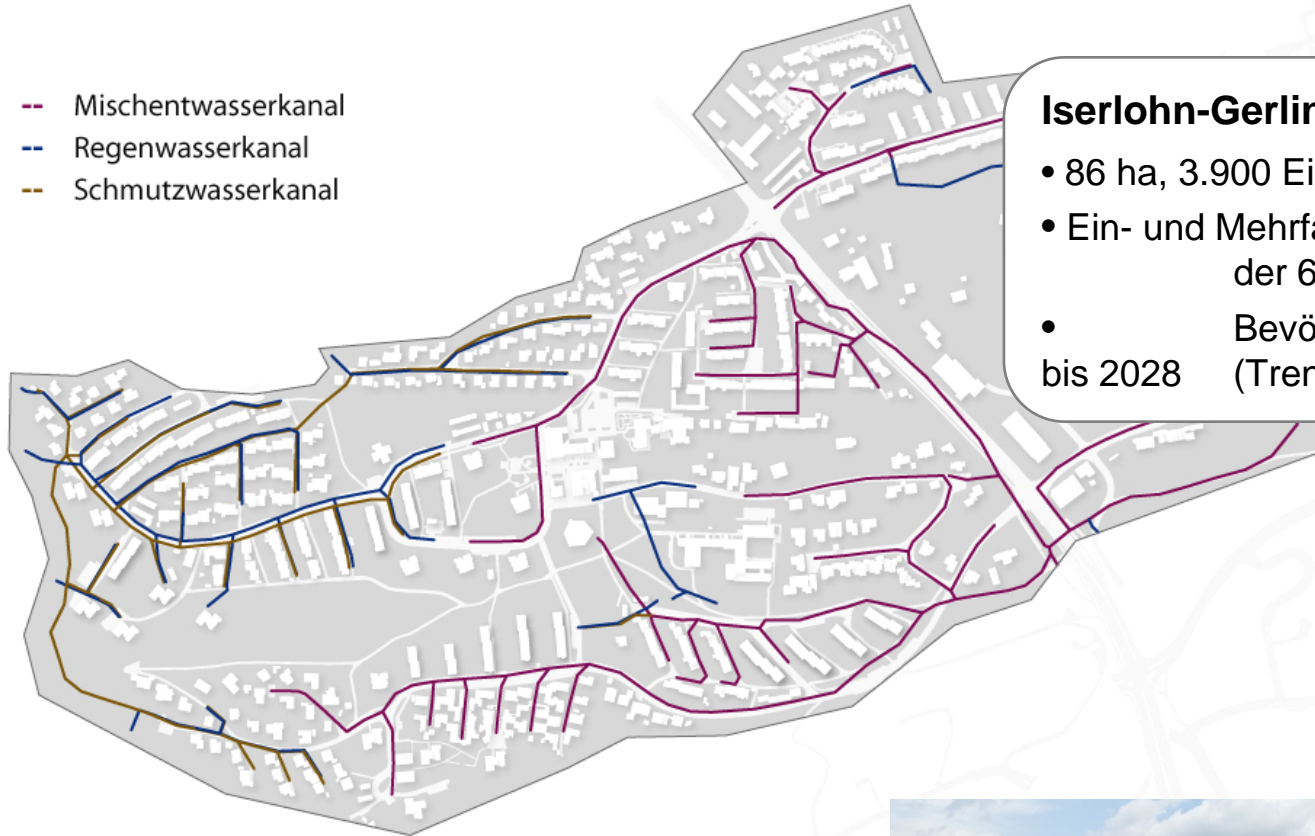 -- Mischentwasserkanal
-- Regenwasserkanal
-- Schmutzwasserkanal
Iserlohn-Gerlin
• 86 ha, 3.900 Ei
• Ein- und Mehrfa
der 6
• Bevö
bis 2028 (Tren